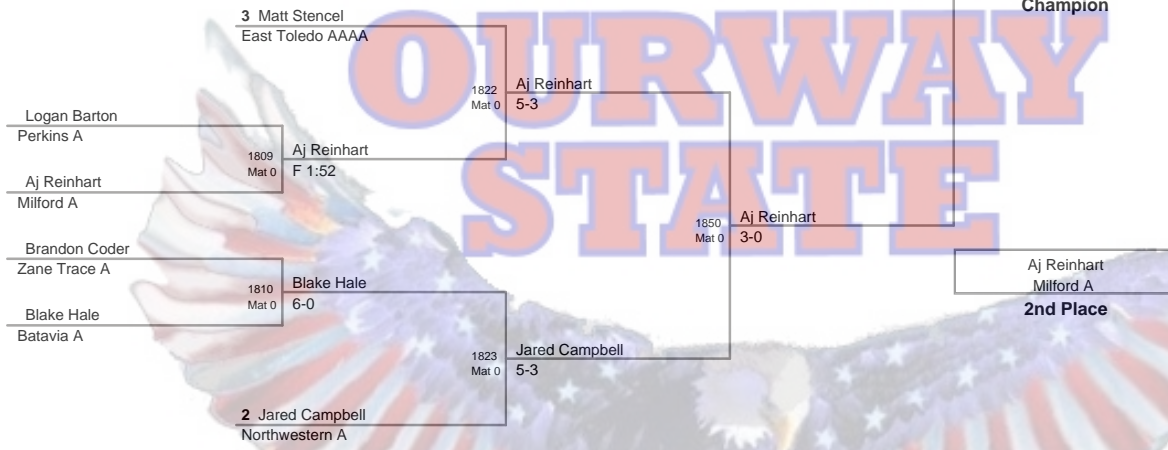 Champion
3 Matt Stencel
East Toledo AAAA
OURWAY
STATE
1822
Mat 0
Aj Reinhart
5-3
Logan Barton
Perkins A
1809
Mat 0
Aj Reinhart
F 1:52
Aj Reinhart
Milford A
1850
Mat 0
Aj Reinhart
3-0
Brandon Coder
Zane Trace A
Aj Reinhart
Milford A
2nd Place
1810
Mat 0
Blake Hale
6-0
Blake Hale
Batavia A
1823
Mat 0
Jared Campbell
5-3
2 Jared Campbell
Northwestern A